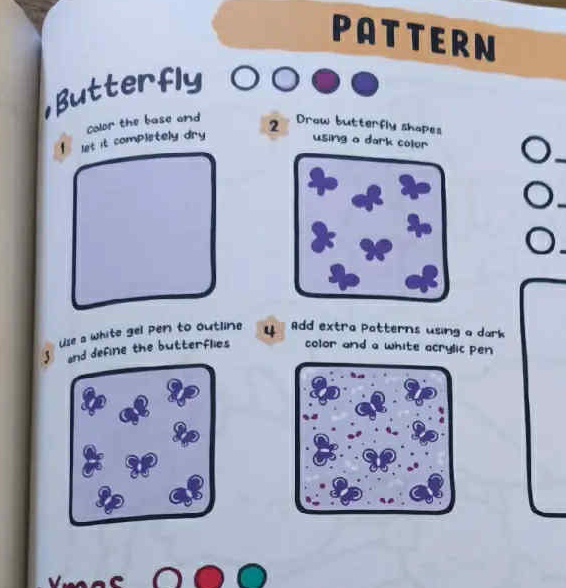 PATTERN
Butterfly
1
Color the base and
let it completely dry
2
Draw butterfly shapes
using a dark color
3
Use a white gel pen to outline
and define the butterflies
4
Add extra patterns using a dark
color and a white acrylic pen
Xmas